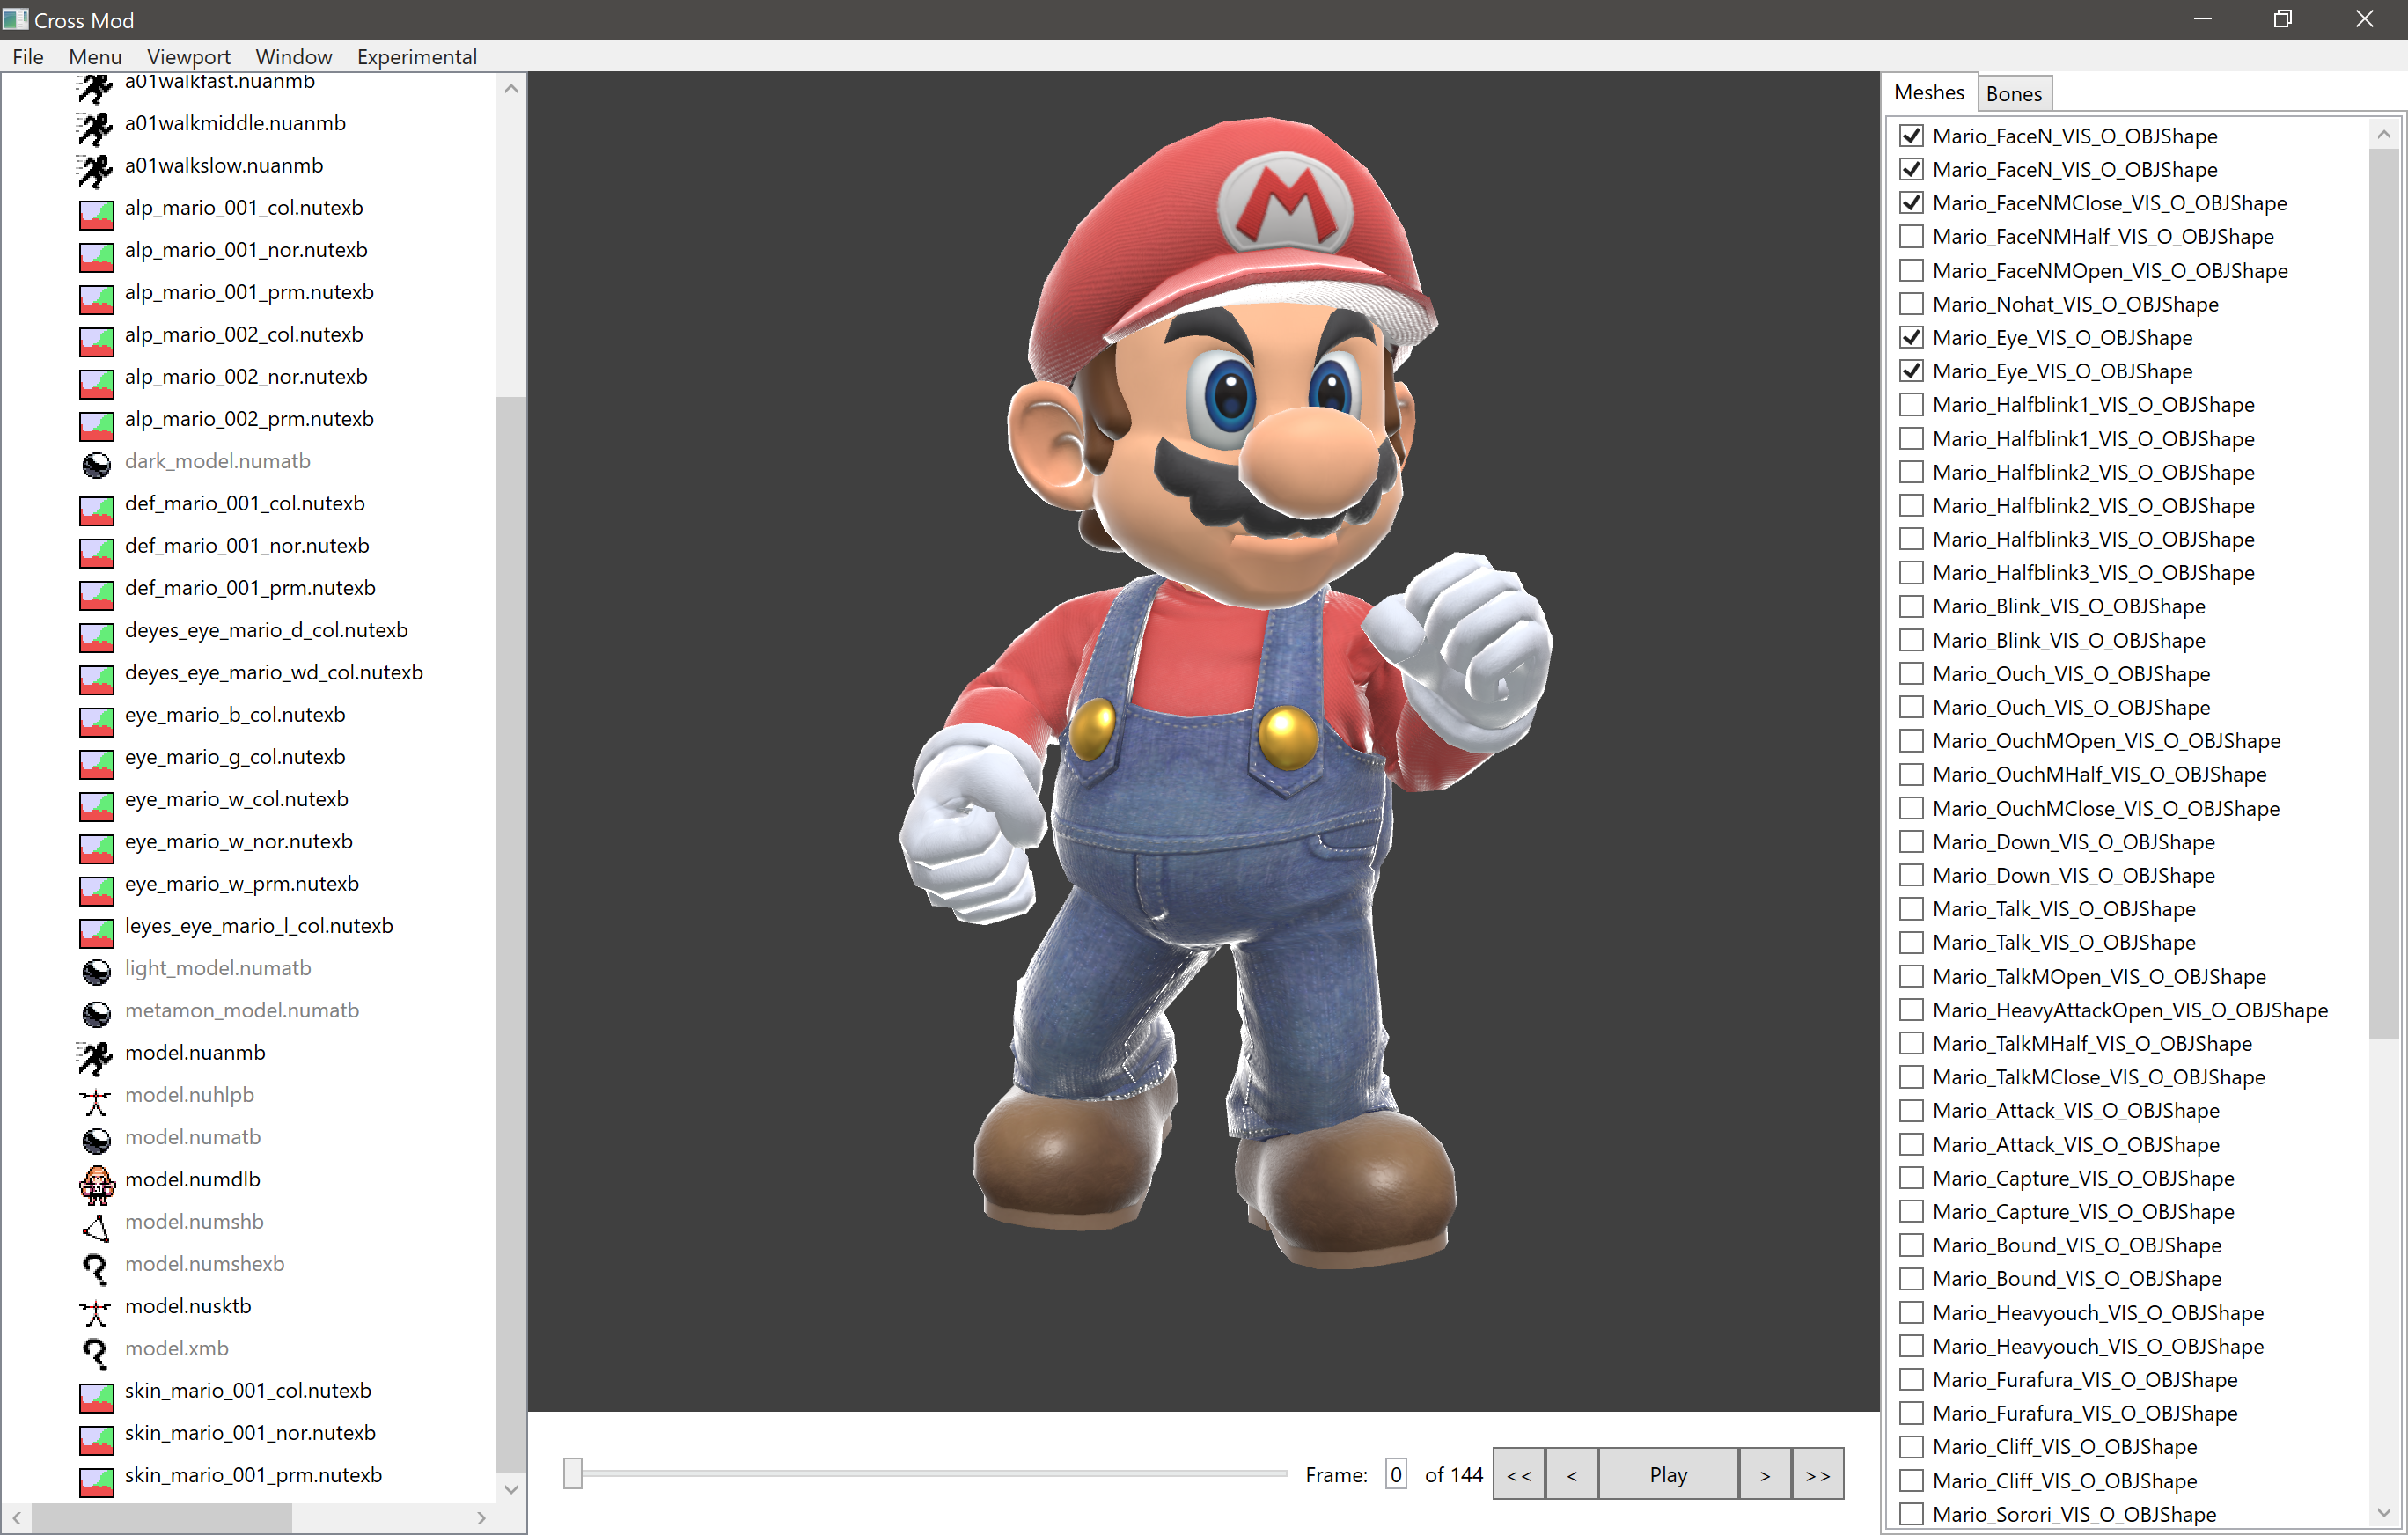 Cross Mod
File Menu Viewport Window Experimental
a01walkfast.nuanmb
a01walkmiddle.nuanmb
a01walkslow.nuanmb
alp_mario_001_col.nutexb
alp_mario_001_nor.nutexb
alp_mario_001_prm.nutexb
alp_mario_002_col.nutexb
alp_mario_002_nor.nutexb
alp_mario_002_prm.nutexb
dark_model.numatb
def_mario_001_col.nutexb
def_mario_001_nor.nutexb
def_mario_001_prm.nutexb
deyes_eye_mario_d_col.nutexb
deyes_eye_mario_wd_col.nutexb
eye_mario_b_col.nutexb
eye_mario_g_col.nutexb
eye_mario_w_col.nutexb
eye_mario_w_nor.nutexb
eye_mario_w_prm.nutexb
leyes_eye_mario_l_col.nutexb
light_model.numatb
metamon_model.numatb
model.nuanmb
model.nuhlpb
model.numatb
model.numdlb
model.numshb
model.numshexb
model.nusktb
model.xmb
skin_mario_001_col.nutexb
skin_mario_001_nor.nutexb
skin_mario_001_prm.nutexb
M
Frame: 0 of 144 << < Play > >>
Meshes Bones
Mario_FaceN_VIS_O_OBJShape
Mario_FaceN_VIS_O_OBJShape
Mario_FaceNMClose_VIS_O_OBJShape
Mario_FaceNMHalf_VIS_O_OBJShape
Mario_FaceNMOpen_VIS_O_OBJShape
Mario_Nohat_VIS_O_OBJShape
Mario_Eye_VIS_O_OBJShape
Mario_Eye_VIS_O_OBJShape
Mario_Halfblink1_VIS_O_OBJShape
Mario_Halfblink1_VIS_O_OBJShape
Mario_Halfblink2_VIS_O_OBJShape
Mario_Halfblink2_VIS_O_OBJShape
Mario_Halfblink3_VIS_O_OBJShape
Mario_Halfblink3_VIS_O_OBJShape
Mario_Blink_VIS_O_OBJShape
Mario_Blink_VIS_O_OBJShape
Mario_Ouch_VIS_O_OBJShape
Mario_Ouch_VIS_O_OBJShape
Mario_OuchMOpen_VIS_O_OBJShape
Mario_OuchMHalf_VIS_O_OBJShape
Mario_OuchMClose_VIS_O_OBJShape
Mario_Down_VIS_O_OBJShape
Mario_Down_VIS_O_OBJShape
Mario_Talk_VIS_O_OBJShape
Mario_Talk_VIS_O_OBJShape
Mario_TalkMOpen_VIS_O_OBJShape
Mario_HeavyAttackOpen_VIS_O_OBJShape
Mario_TalkMHalf_VIS_O_OBJShape
Mario_TalkMClose_VIS_O_OBJShape
Mario_Attack_VIS_O_OBJShape
Mario_Attack_VIS_O_OBJShape
Mario_Capture_VIS_O_OBJShape
Mario_Capture_VIS_O_OBJShape
Mario_Bound_VIS_O_OBJShape
Mario_Bound_VIS_O_OBJShape
Mario_Heavyouch_VIS_O_OBJShape
Mario_Heavyouch_VIS_O_OBJShape
Mario_Furafura_VIS_O_OBJShape
Mario_Furafura_VIS_O_OBJShape
Mario_Cliff_VIS_O_OBJShape
Mario_Cliff_VIS_O_OBJShape
Mario_Sorori_VIS_O_OBJShape